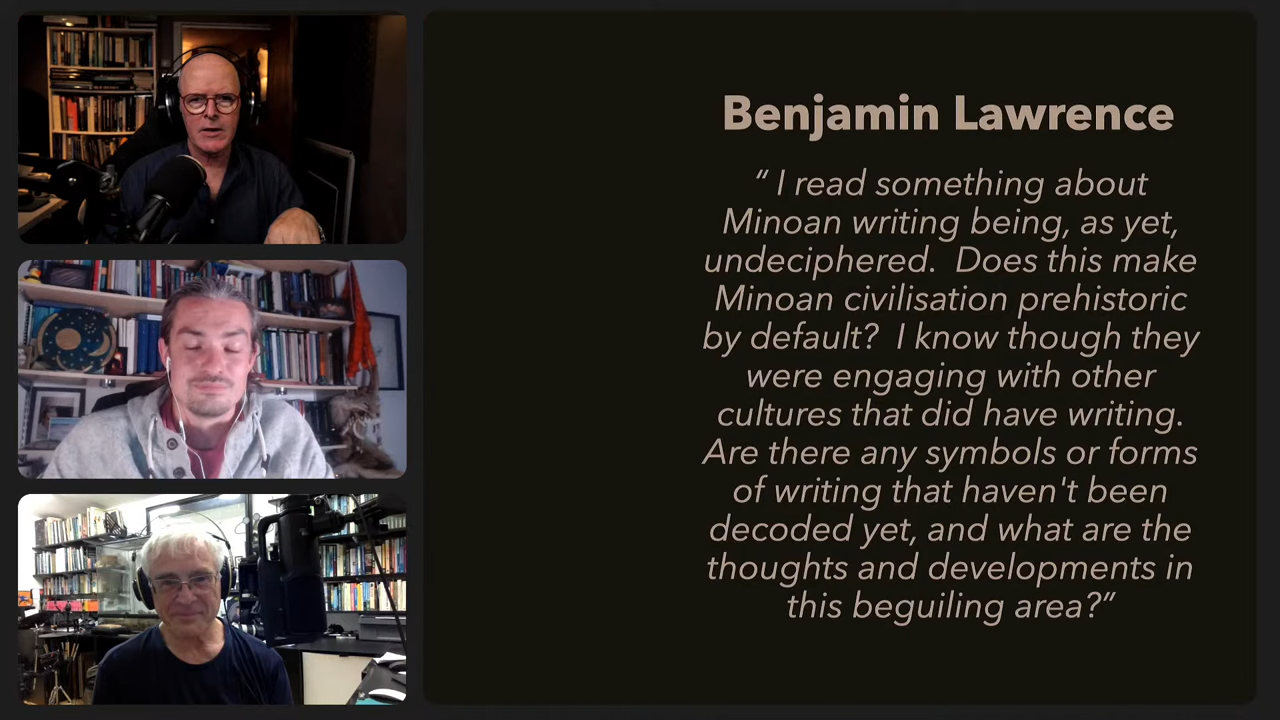 Benjamin Lawrence
“ I read something about
Minoan writing being, as yet,
undeciphered.  Does this make
Minoan civilisation prehistoric
by default?  I know though they
were engaging with other
cultures that did have writing.
Are there any symbols or forms
of writing that haven't been
decoded yet, and what are the
thoughts and developments in
this beguiling area?”